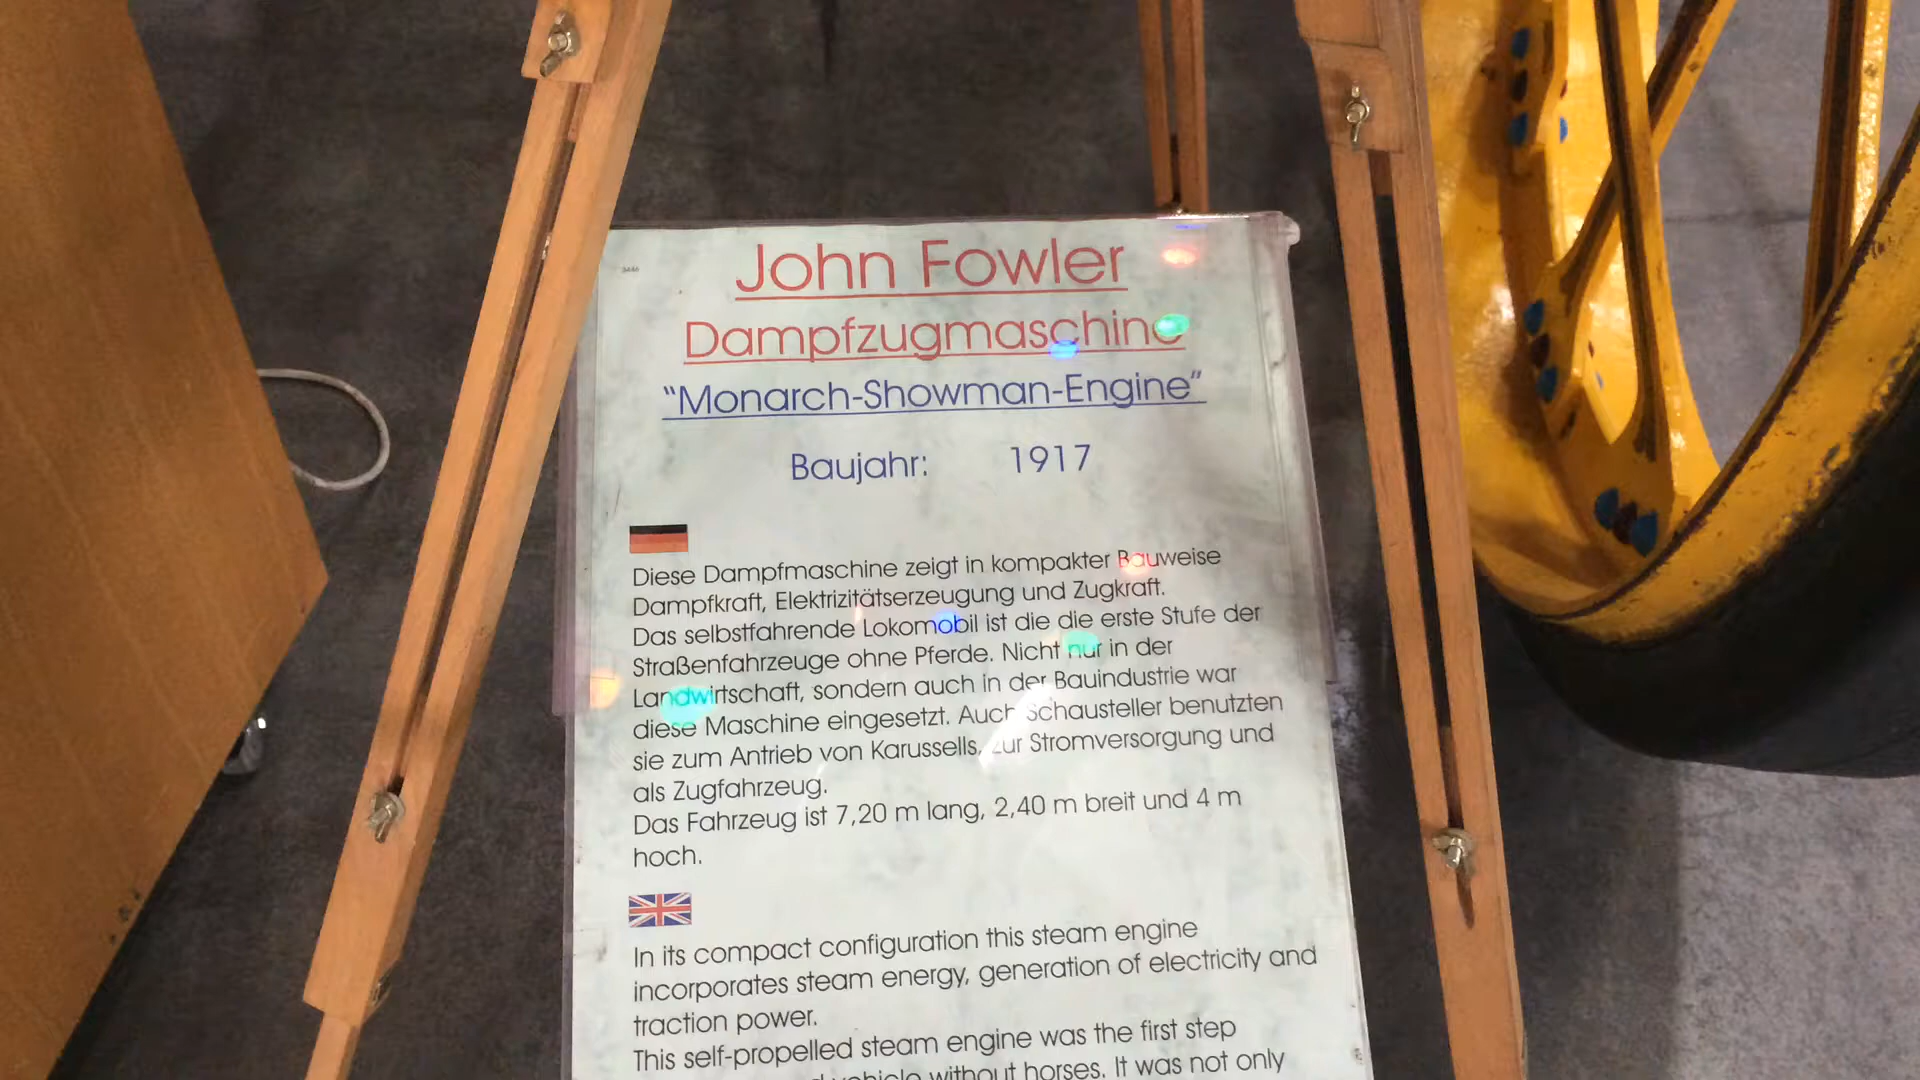 John Fowler
Dampfzugmaschine
"Monarch-Showman-Engine"
Baujahr: 1917
Diese Dampfmaschine zeigt in kompakter Bauweise
Dampfkraft, Elektrizitätserzeugung und Zugkraft.
Das selbstfahrende Lokomobil ist die die erste Stufe der
Straßenfahrzeuge ohne Pferde. Nicht nur in der
Landwirtschaft, sondern auch in der Bauindustrie war
diese Maschine eingesetzt. Auch Schausteller benutzten
sie zum Antrieb von Karussells, zur Stromversorgung und
als Zugfahrzeug.
Das Fahrzeug ist 7,20 m lang, 2,40 m breit und 4 m
hoch.
In its compact configuration this steam engine
incorporates steam energy, generation of electricity and
traction power.
This self-propelled steam engine was the first step
vehicle without horses. It was not only